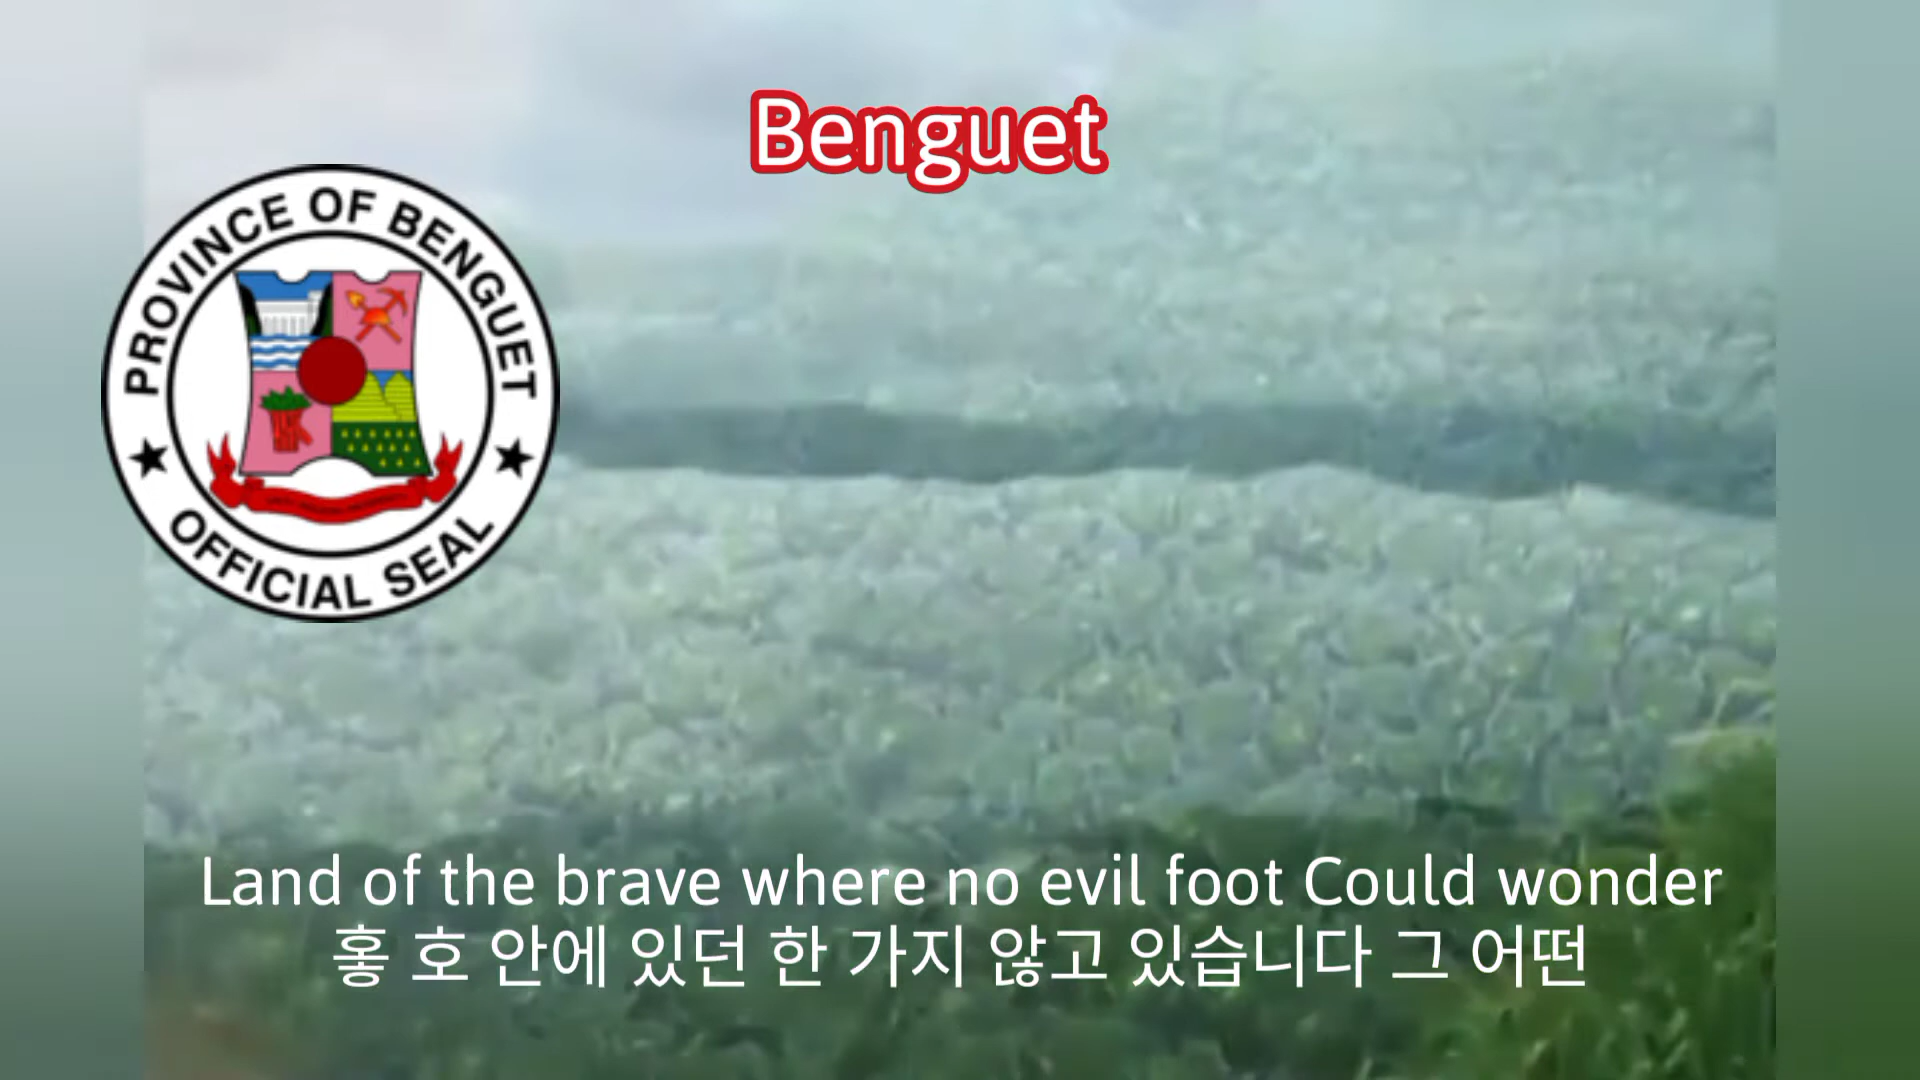 Benguet
PROVINCE OF BENGUET
OFFICIAL SEAL
Land of the brave where no evil foot Could wonder
홓 호 안에 있던 한 가지 않고 있습니다 그 어떤